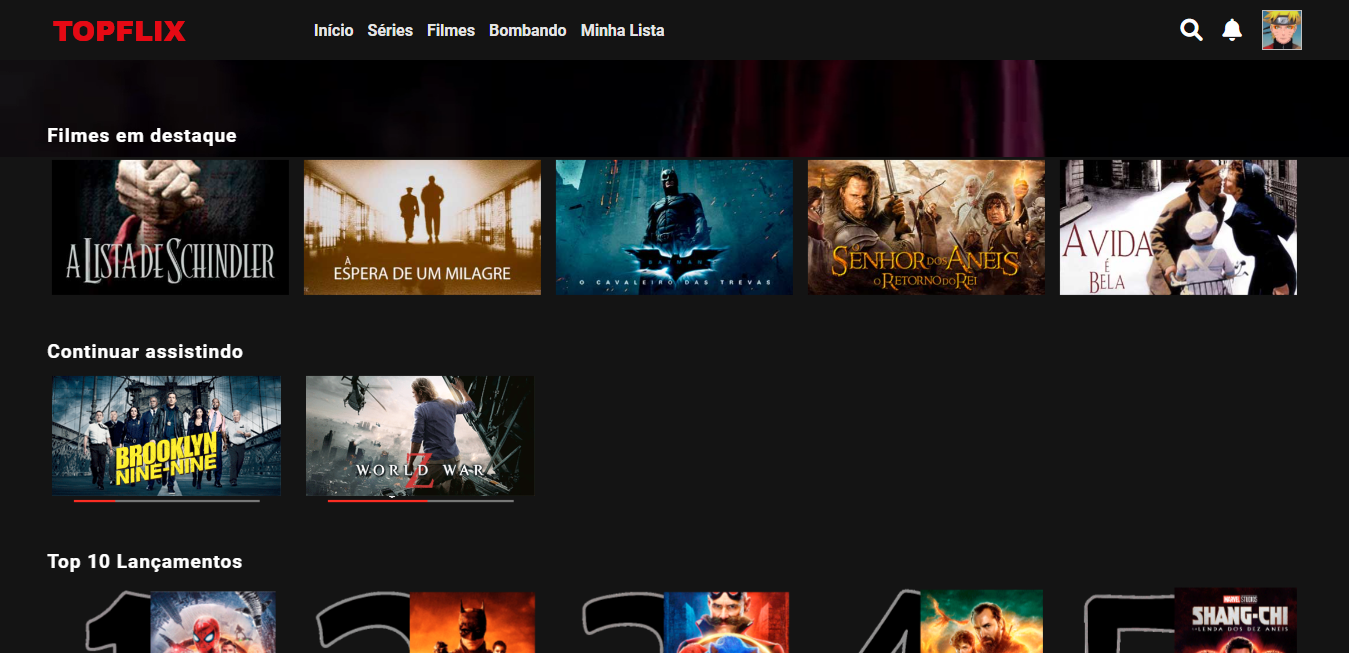 TOPFLIX
Início Séries Filmes Bombando Minha Lista
Filmes em destaque
A LISTA DE SCHINDLER
À
ESPERA DE UM MILAGRE
BATMAN
O CAVALEIRO DAS TREVAS
O SENHOR DOS ANÉIS
O RETORNO DO REI
A VIDA
É
BELA
Continuar assistindo
BROOKLYN
NINE-NINE
WORLD WAR Z
Top 10 Lançamentos
1 2 3 4 5
MARVEL STUDIOS
SHANG-CHI
E A LENDA DOS DEZ ANÉIS